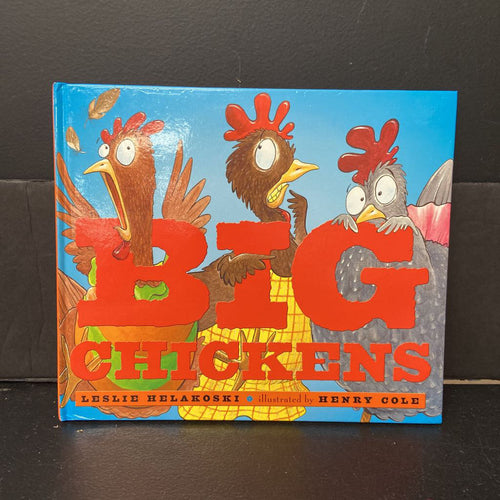 BIG
CHICKENS
LESLIE HELAKOSKI • illustrated by HENRY COLE